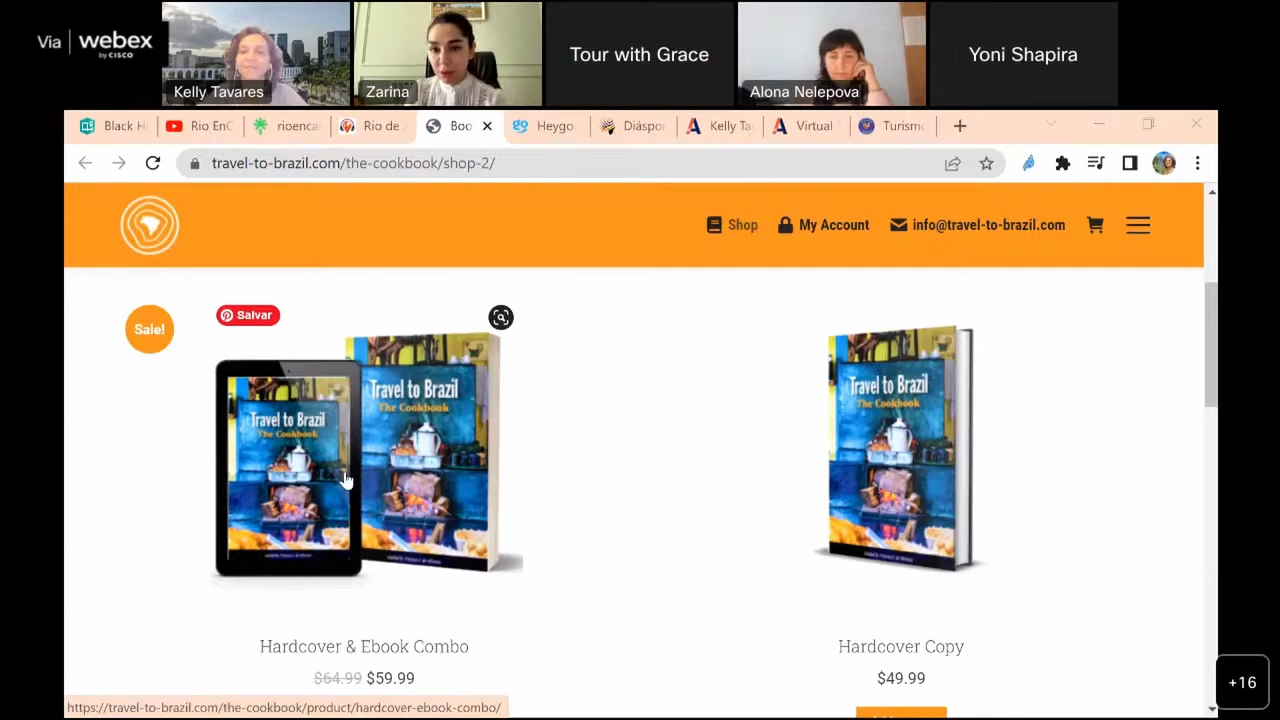 Via | webex
by CISCO
Kelly Tavares
Zarina
Tour with Grace
Alona Nelepova
Yoni Shapira
Black H
Rio EnC
rioencar
Rio de J
Boo
Heygo
Diáspor
Kelly Ta
Virtual T
Turismo
travel-to-brazil.com/the-cookbook/shop-2/
Shop
My Account
info@travel-to-brazil.com
Sale!
Salvar
Travel to Brazil
The Cookbook
Travel to Brazil
The Cookbook
Travel to Brazil
The Cookbook
Hardcover & Ebook Combo
$64.99 $59.99
Hardcover Copy
$49.99
https://travel-to-brazil.com/the-cookbook/product/hardcover-ebook-combo/
+16